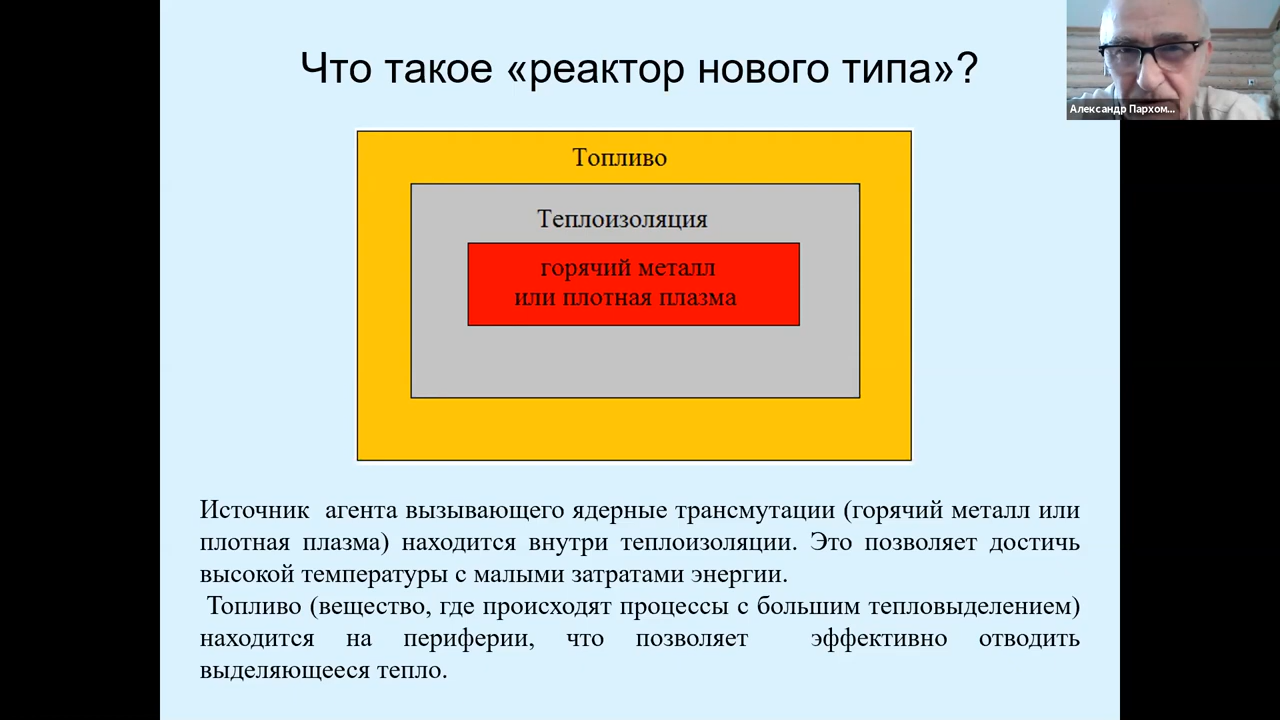 Что такое «реактор нового типа»?
Александр Пархом...
Топливо
Теплоизоляция
горячий металл
или плотная плазма
Источник агента вызывающего ядерные трансмутации (горячий металл или
плотная плазма) находится внутри теплоизоляции. Это позволяет достичь
высокой температуры с малыми затратами энергии.
Топливо (вещество, где происходят процессы с большим тепловыделением)
находится на периферии, что позволяет эффективно отводить
выделяющееся тепло.